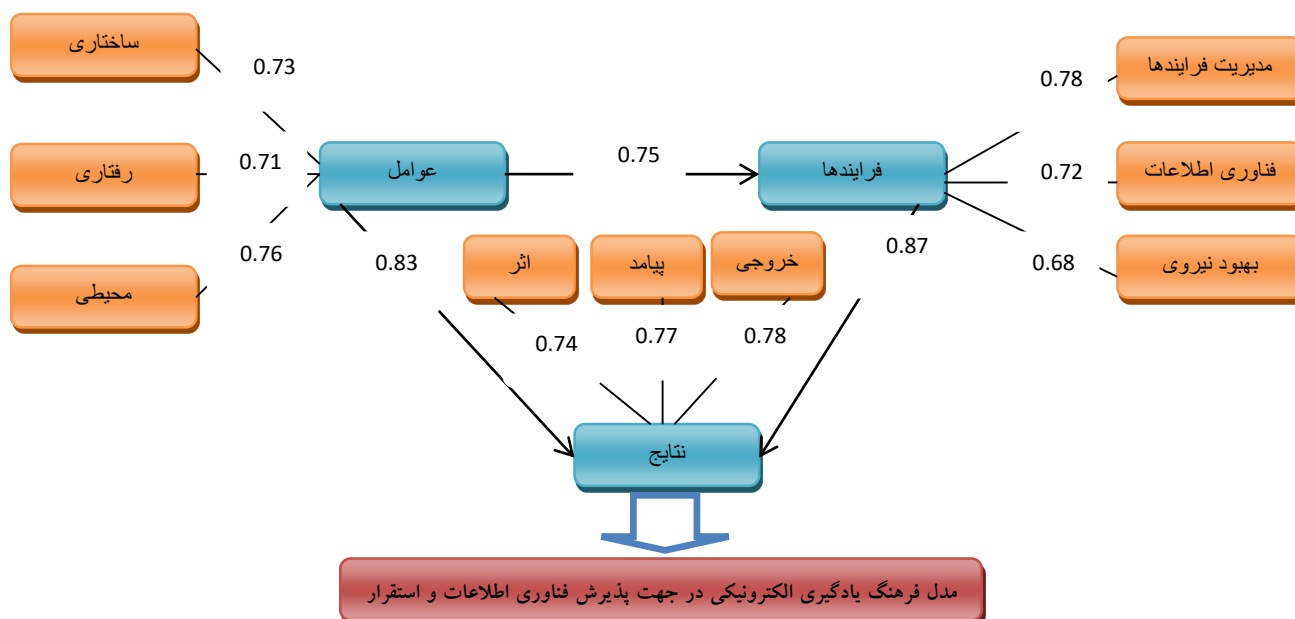 ساختاری
0.73
مدیریت فرایندها
0.78
رفتاری
0.71
عوامل
0.75
فرایندها
0.72
فناوری اطلاعات
محیطی
0.76
0.83
اثر
پیامد
خروجی
0.87
0.68
بهبود نیروی
0.74
0.77
0.78
نتایج
مدل فرهنگ یادگیری الکترونیکی در جهت پذیرش فناوری اطلاعات و استقرار